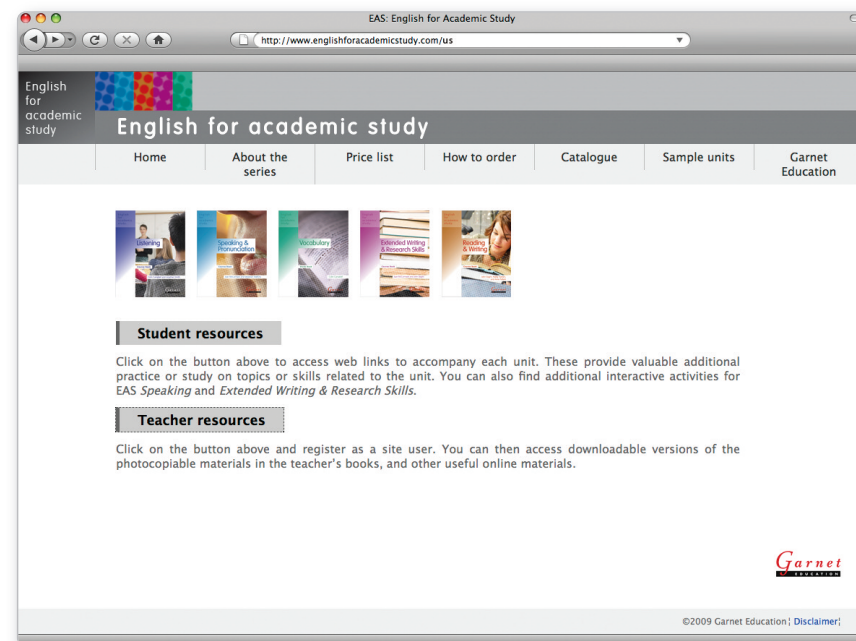 EAS: English for Academic Study
http://www.englishforacademicstudy.com/us
English
for
academic
study
English for academic study
Home
About the
series
Price list
How to order
Catalogue
Sample units
Garnet
Education
Listening
Speaking &
Pronunciation
Vocabulary
Extended Writing
& Research Skills
Reading
& Writing
Student resources
Click on the button above to access web links to accompany each unit. These provide valuable additional
practice or study on topics or skills related to the unit. You can also find additional interactive activities for
EAS Speaking and Extended Writing & Research Skills.
Teacher resources
Click on the button above and register as a site user. You can then access downloadable versions of the
photocopiable materials in the teacher's books, and other useful online materials.
Garnet
EDUCATION
©2009 Garnet Education¦ Disclaimer¦